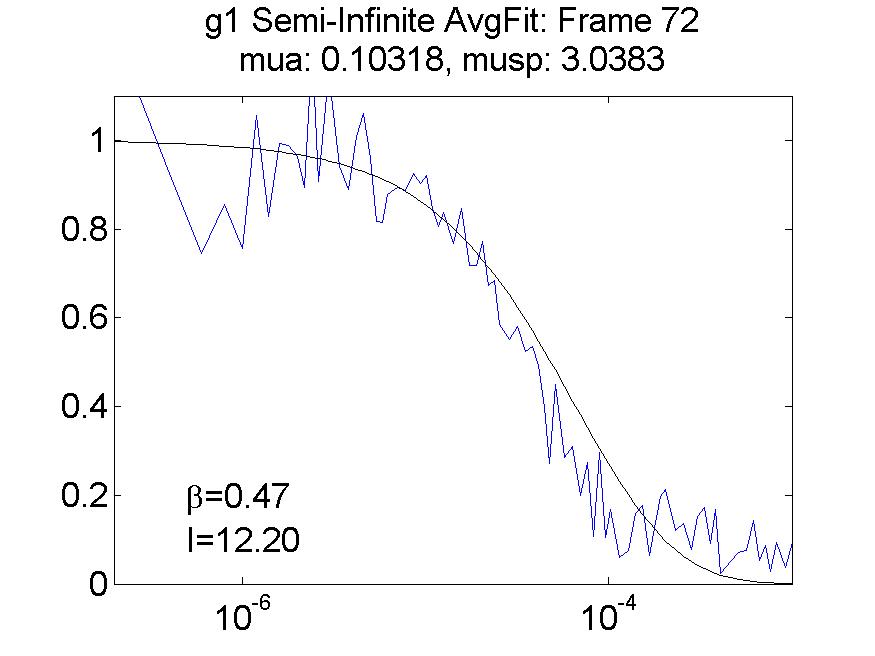 g1 Semi-Infinite AvgFit: Frame 72
mua: 0.10318, musp: 3.0383
1
0.8
0.6
0.4
0.2
0
β=0.47
I=12.20
10^-6
10^-4